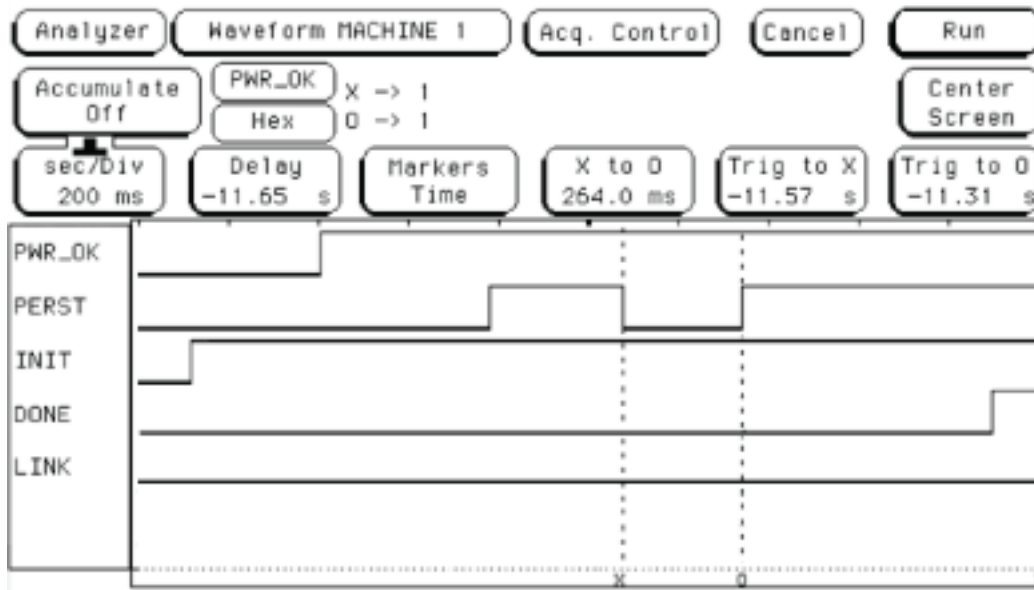 Analyzer Waveform MACHINE 1 Acq. Control Cancel Run
Accumulate Off PWR_OK X -> 1 Center Screen
Hex O -> 1
sec/Div Delay Markers X to O Trig to X Trig to O
200 ms -11.65 s Time 264.0 ms -11.57 s -11.31 s
PWR_OK
PERST
INIT
DONE
LINK
X O